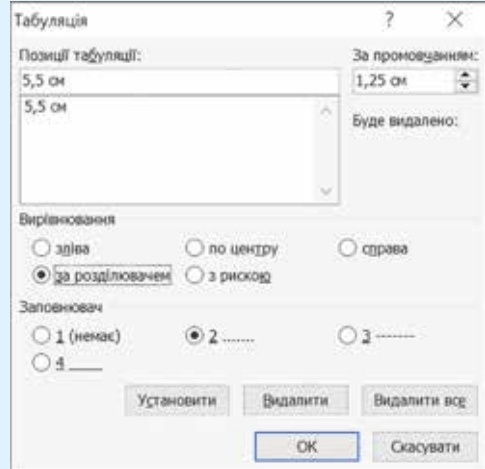 Табуляція ? ×
Позиції табуляції: За промовчанням:
5,5 см 1,25 см
5,5 см Буде видалено:
Вирівнювання
зліва по центру справа
за розділювачем з рискою
Заповнювач
1 (немає) 2 ....... 3 -------
4 ____
Установити Видалити Видалити все
ОК Скасувати